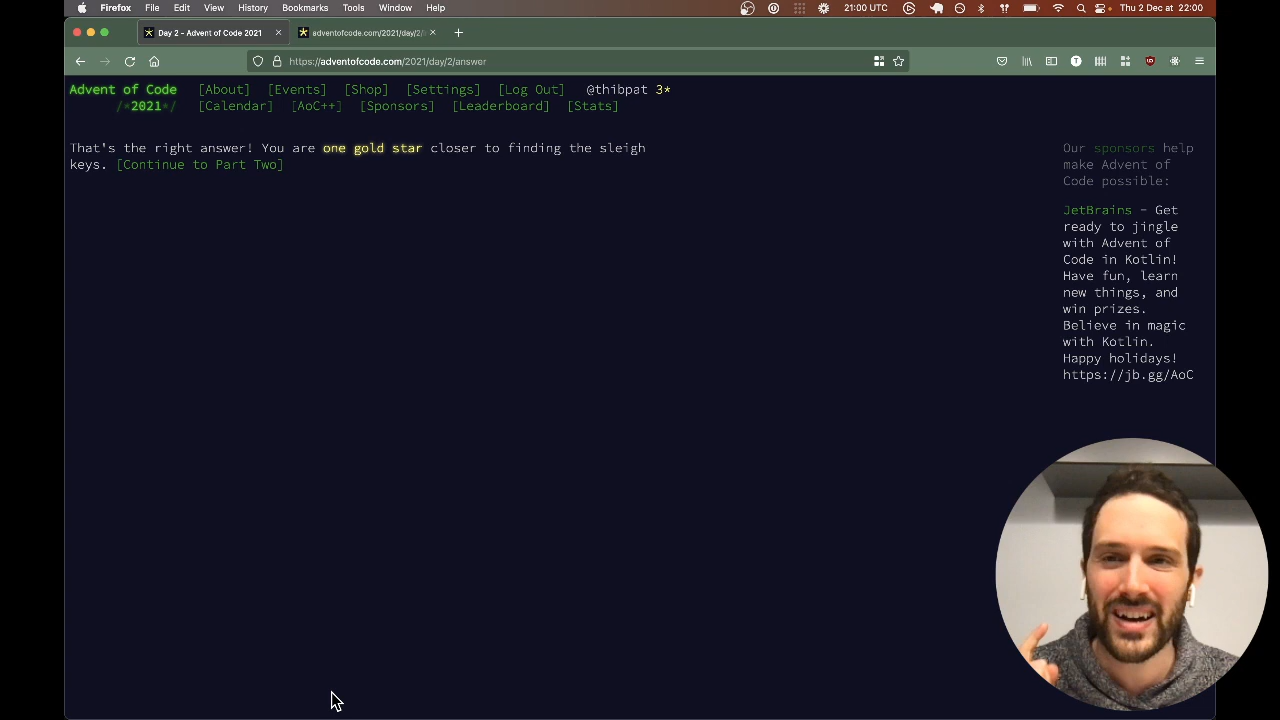 Firefox File Edit View History Bookmarks Tools Window Help 21:00 UTC Thu 2 Dec at 22:00
Day 2 - Advent of Code 2021 adventofcode.com/2021/day/2/i
https://adventofcode.com/2021/day/2/answer
Advent of Code [About] [Events] [Shop] [Settings] [Log Out] @thibpat 3*
/*2021*/ [Calendar] [AoC++] [Sponsors] [Leaderboard] [Stats]
That's the right answer! You are one gold star closer to finding the sleigh
keys. [Continue to Part Two]
Our sponsors help
make Advent of
Code possible:
JetBrains - Get
ready to jingle
with Advent of
Code in Kotlin!
Have fun, learn
new things, and
win prizes.
Believe in magic
with Kotlin.
Happy holidays!
https://jb.gg/AoC